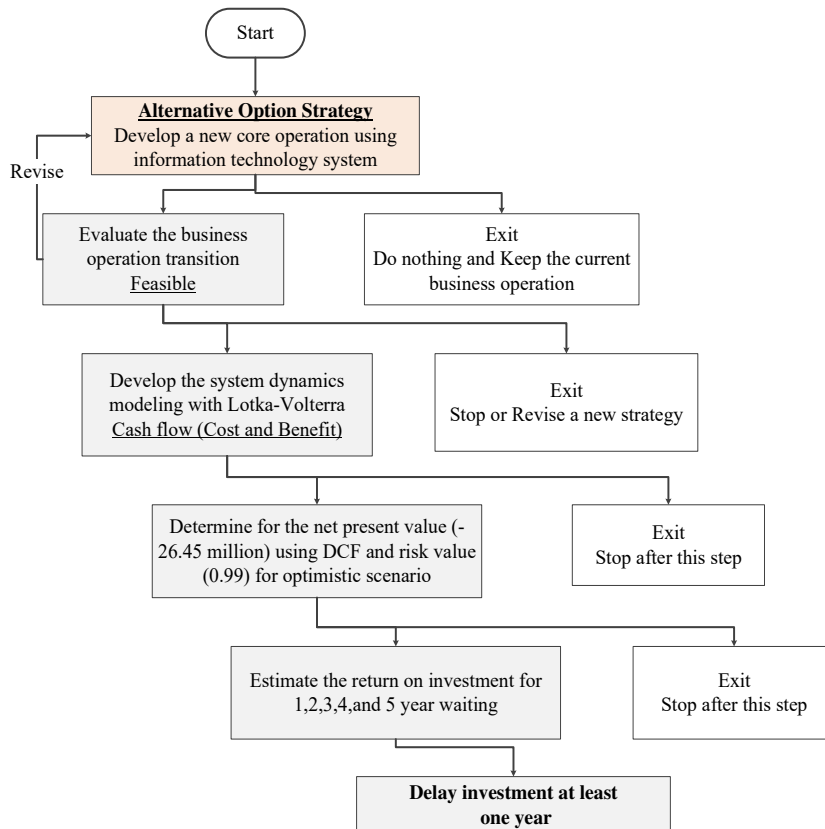 Start
Alternative Option Strategy
Develop a new core operation using
information technology system
Revise
Evaluate the business
operation transition
Feasible
Exit
Do nothing and Keep the current
business operation
Develop the system dynamics
modeling with Lotka-Volterra
Cash flow (Cost and Benefit)
Exit
Stop or Revise a new strategy
Determine for the net present value (-
26.45 million) using DCF and risk value
(0.99) for optimistic scenario
Exit
Stop after this step
Estimate the return on investment for
1,2,3,4,and 5 year waiting
Exit
Stop after this step
Delay investment at least
one year